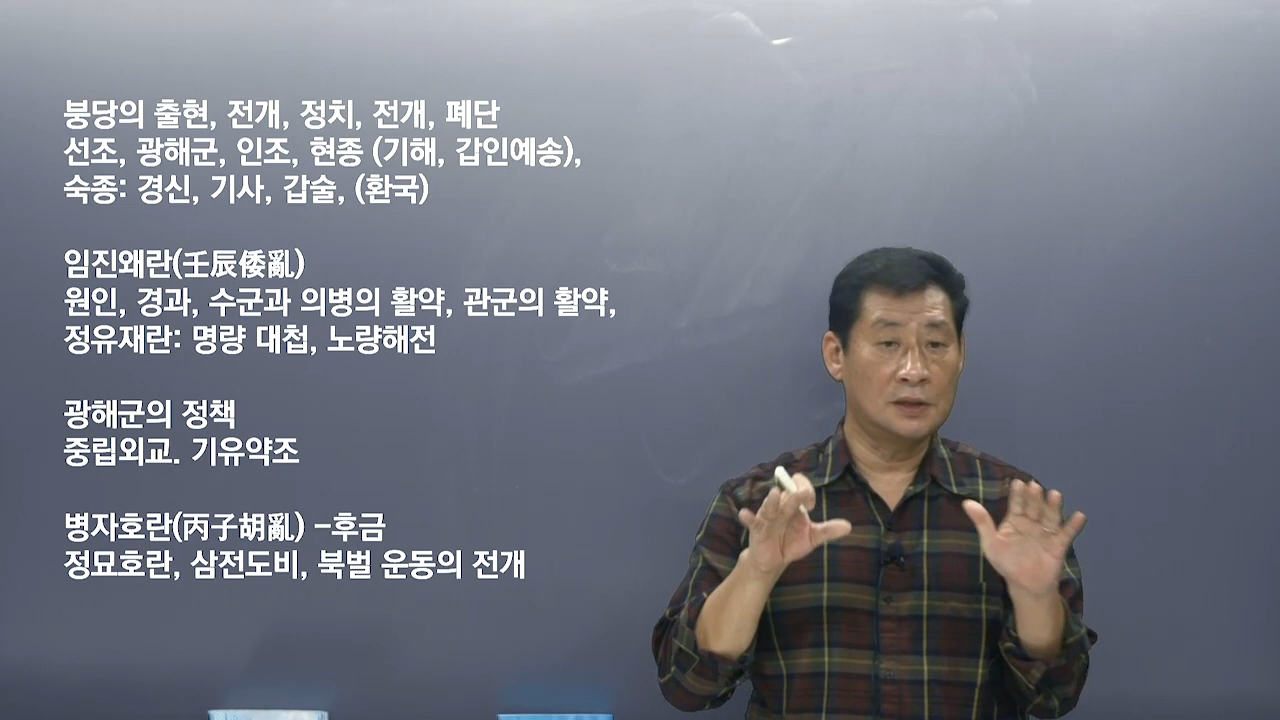 붕당의 출현, 전개, 정치, 전개, 폐단
선조, 광해군, 인조, 현종 (기해, 갑인예송),
숙종: 경신, 기사, 갑술, (환국)
임진왜란(壬辰倭亂)
원인, 경과, 수군과 의병의 활약, 관군의 활약,
정유재란: 명량 대첩, 노량해전
광해군의 정책
중립외교. 기유약조
병자호란(丙子胡亂) -후금
정묘호란, 삼전도비, 북벌 운동의 전개